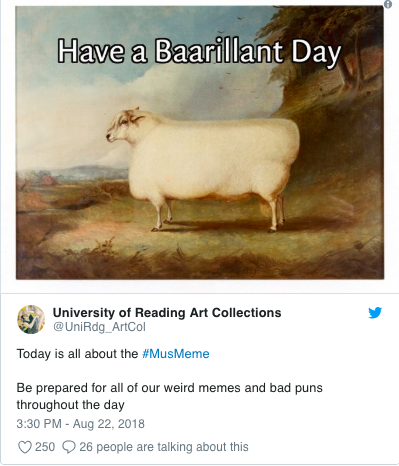 Have a Baarillant Day
University of Reading Art Collections
@UniRdg_ArtCol
Today is all about the #MusMeme
Be prepared for all of our weird memes and bad puns
throughout the day
3:30 PM - Aug 22, 2018
250 26 people are talking about this